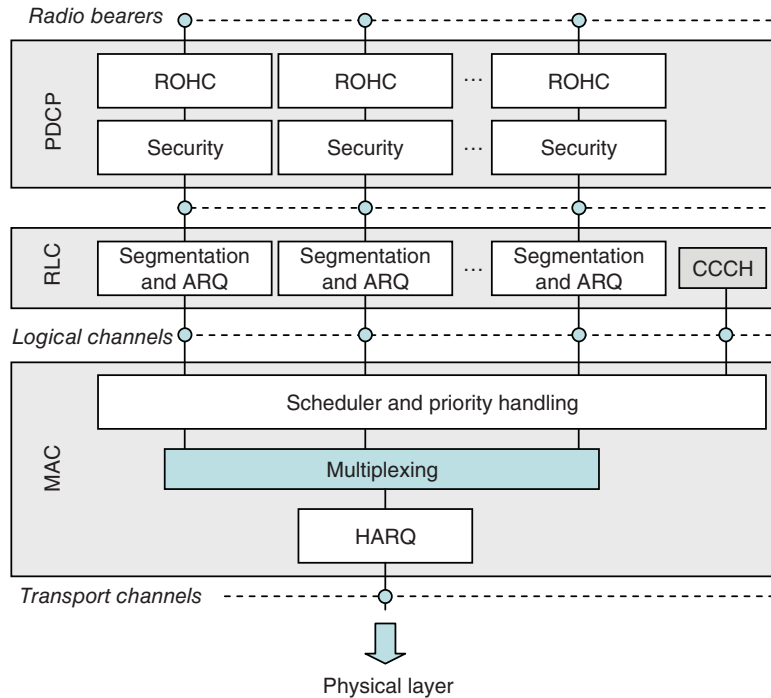 Radio bearers
PDCP
ROHC
ROHC
...
ROHC
Security
Security
...
Security
RLC
Segmentation
and ARQ
Segmentation
and ARQ
...
Segmentation
and ARQ
CCCH
Logical channels
MAC
Scheduler and priority handling
Multiplexing
HARQ
Transport channels
Physical layer